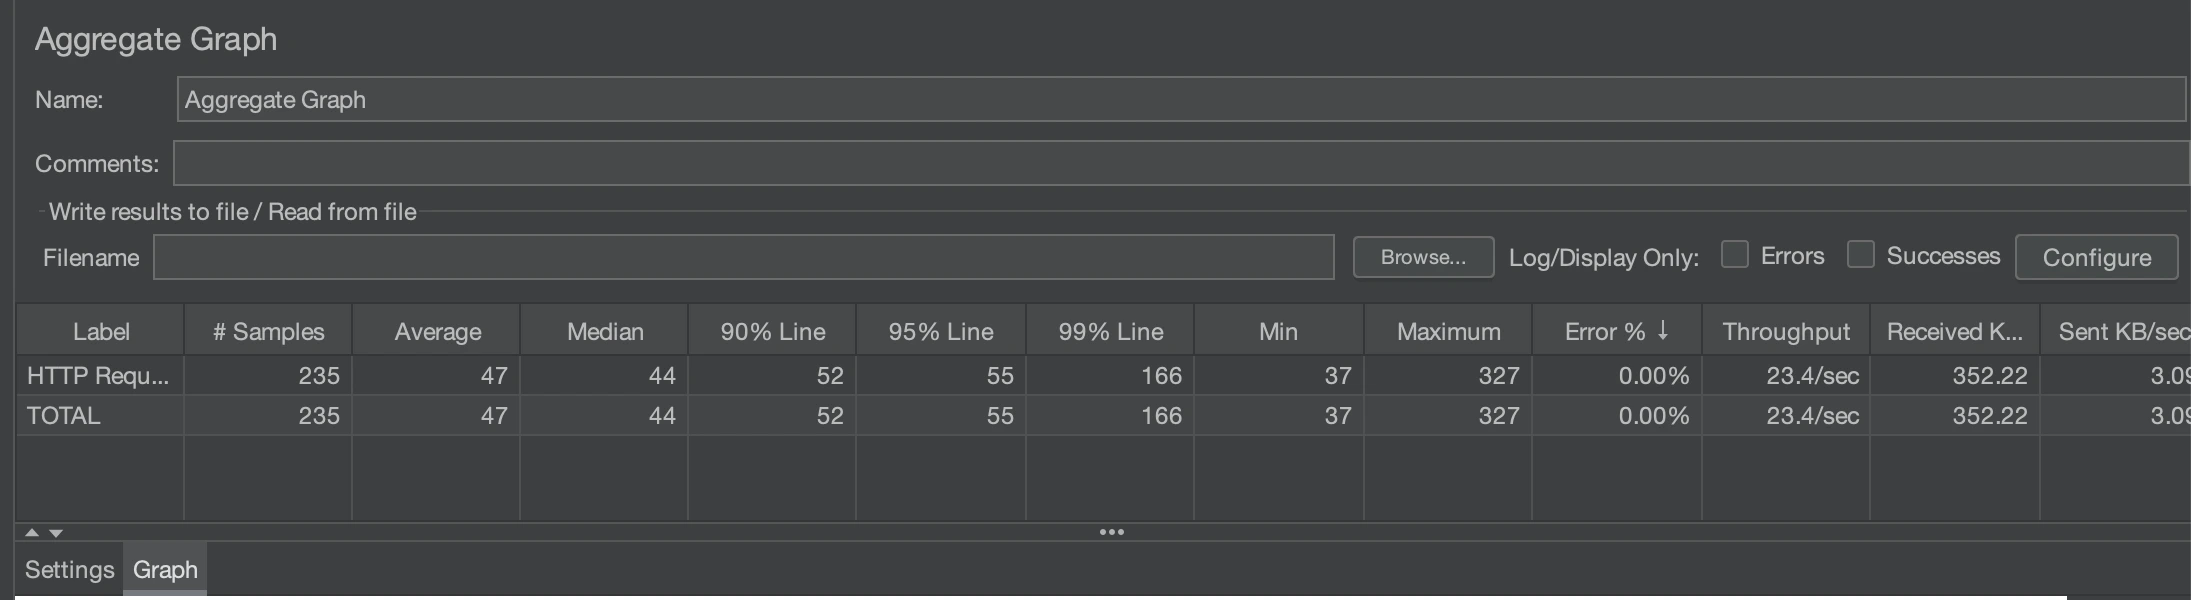 Aggregate Graph
Name: Aggregate Graph
Comments:
Write results to file / Read from file
Filename Browse... Log/Display Only: Errors Successes Configure
Label # Samples Average Median 90% Line 95% Line 99% Line Min Maximum Error % ↓ Throughput Received K... Sent KB/sec
HTTP Requ... 235 47 44 52 55 166 37 327 0.00% 23.4/sec 352.22 3.09
TOTAL 235 47 44 52 55 166 37 327 0.00% 23.4/sec 352.22 3.09
Settings Graph